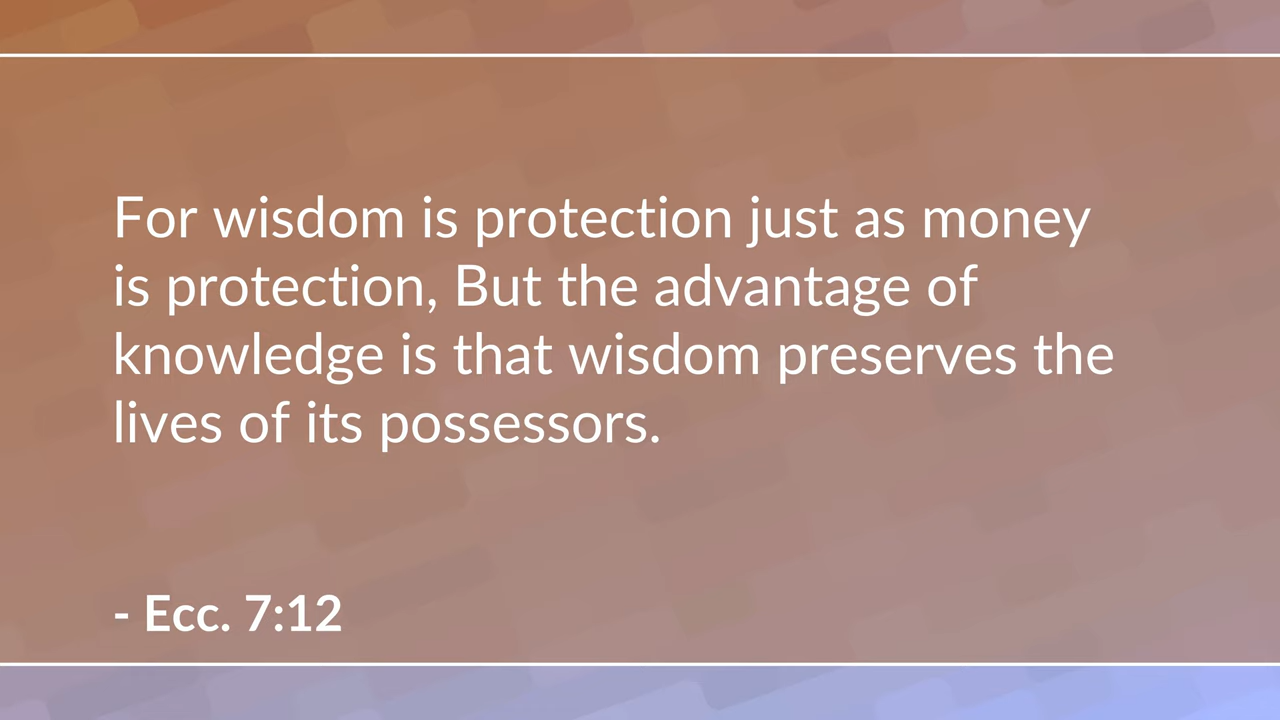 For wisdom is protection just as money
is protection, But the advantage of
knowledge is that wisdom preserves the
lives of its possessors.
- Ecc. 7:12